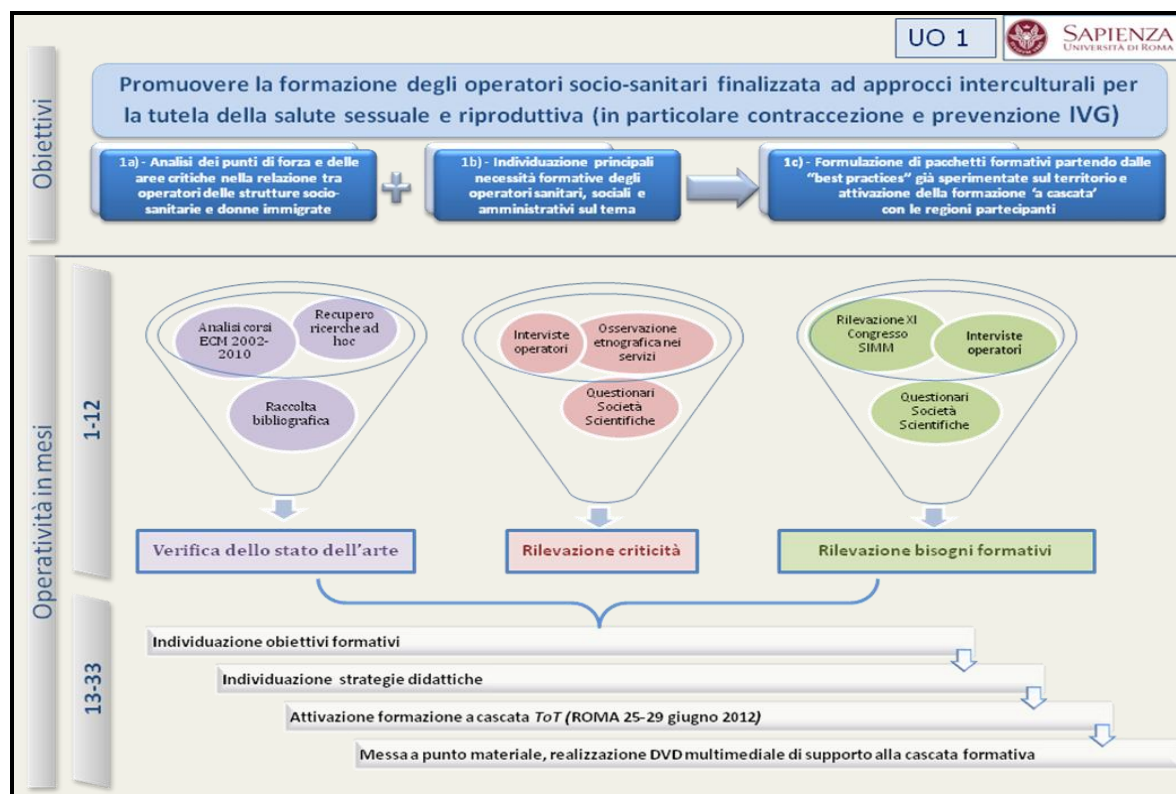 UO 1
SAPIENZA
UNIVERSITÀ DI ROMA
Obiettivi
Promuovere la formazione degli operatori socio-sanitari finalizzata ad approcci interculturali per
la tutela della salute sessuale e riproduttiva (in particolare contraccezione e prevenzione IVG)
1a) - Analisi dei punti di forza e delle
aree critiche nella relazione tra
operatori delle strutture socio-
sanitarie e donne immigrate
1b) - Individuazione principali
necessità formative degli
operatori sanitari, sociali e
amministrativi sul tema
1c) - Formulazione di pacchetti formativi partendo dalle
“best practices” già sperimentate sul territorio e
attivazione della formazione ‘a cascata’
con le regioni partecipanti
Operatività in mesi
1-12
Analisi corsi
ECM 2002-
2010
Recupero
ricerche ad
hoc
Raccolta
bibliografica
Interviste
operatori
Osservazione
etnografica nei
servizi
Questionari
Società
Scientifiche
Rilevazione XI
Congresso
SIMM
Interviste
operatori
Questionari
Società
Scientifiche
Verifica dello stato dell’arte
Rilevazione criticità
Rilevazione bisogni formativi
13-33
Individuazione obiettivi formativi
Individuazione strategie didattiche
Attivazione formazione a cascata ToT (ROMA 25-29 giugno 2012)
Messa a punto materiale, realizzazione DVD multimediale di supporto alla cascata formativa